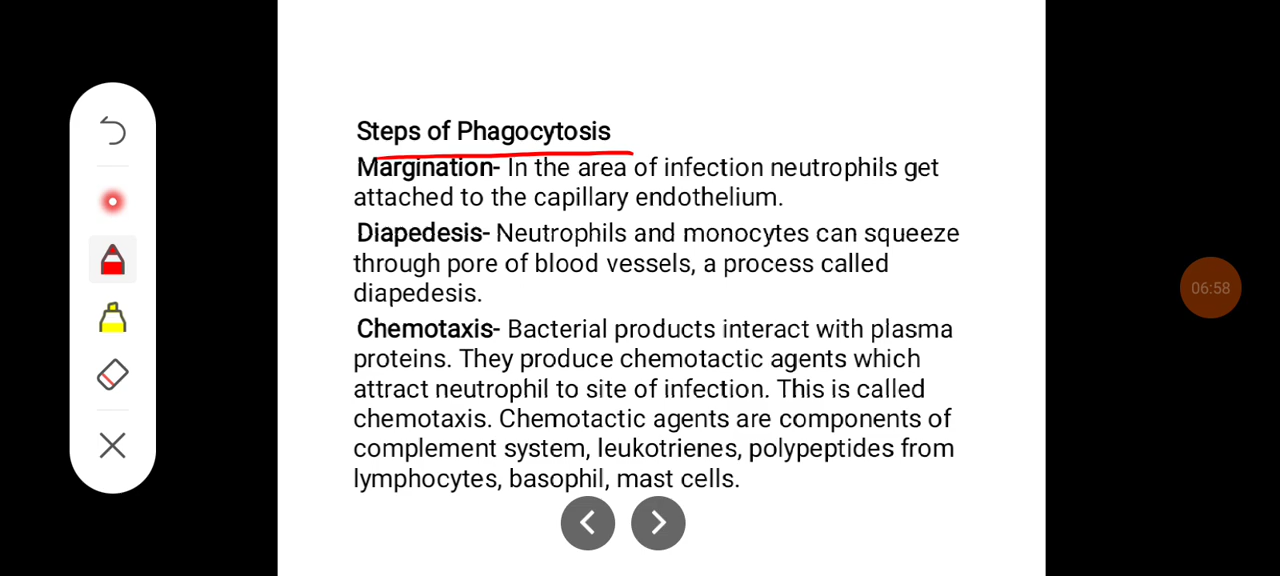 Steps of Phagocytosis
Margination- In the area of infection neutrophils get
attached to the capillary endothelium.
Diapedesis- Neutrophils and monocytes can squeeze
through pore of blood vessels, a process called
diapedesis.
Chemotaxis- Bacterial products interact with plasma
proteins. They produce chemotactic agents which
attract neutrophil to site of infection. This is called
chemotaxis. Chemotactic agents are components of
complement system, leukotrienes, polypeptides from
lymphocytes, basophil, mast cells.
06:58